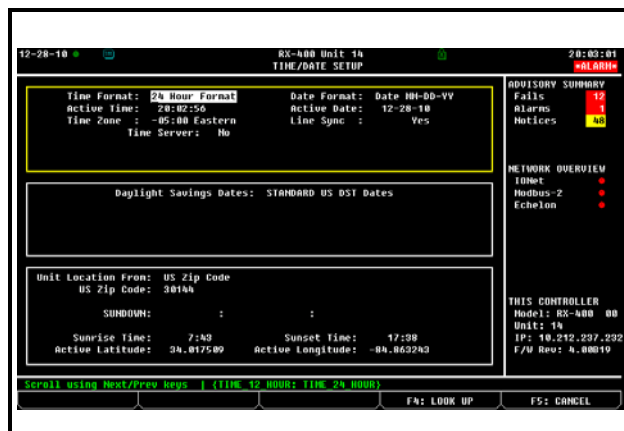 12-28-10 RX-400 Unit 14 20:03:01
TIME/DATE SETUP *ALARM*
Time Format: 24 Hour Format Date Format: Date MM-DD-YY
Active Time: 20:02:56 Active Date: 12-28-10
Time Zone : -05:00 Eastern Line Sync : Yes
Time Server: No
Daylight Savings Dates: STANDARD US DST Dates
Unit Location From: US Zip Code
US Zip Code: 30144
SUNDOWN: : :
Sunrise Time: 7:43 Sunset Time: 17:38
Active Latitude: 34.017509 Active Longitude: -84.863243
ADVISORY SUMMARY
Fails 12
Alarms 1
Notices 48
NETWORK OVERVIEW
IONet
Modbus-2
Echelon
THIS CONTROLLER
Model: RX-400 00
Unit: 14
IP: 10.212.237.232
F/W Rev: 4.00B19
Scroll using Next/Prev keys | {TIME_12_HOUR: TIME_24_HOUR}
F4: LOOK UP F5: CANCEL